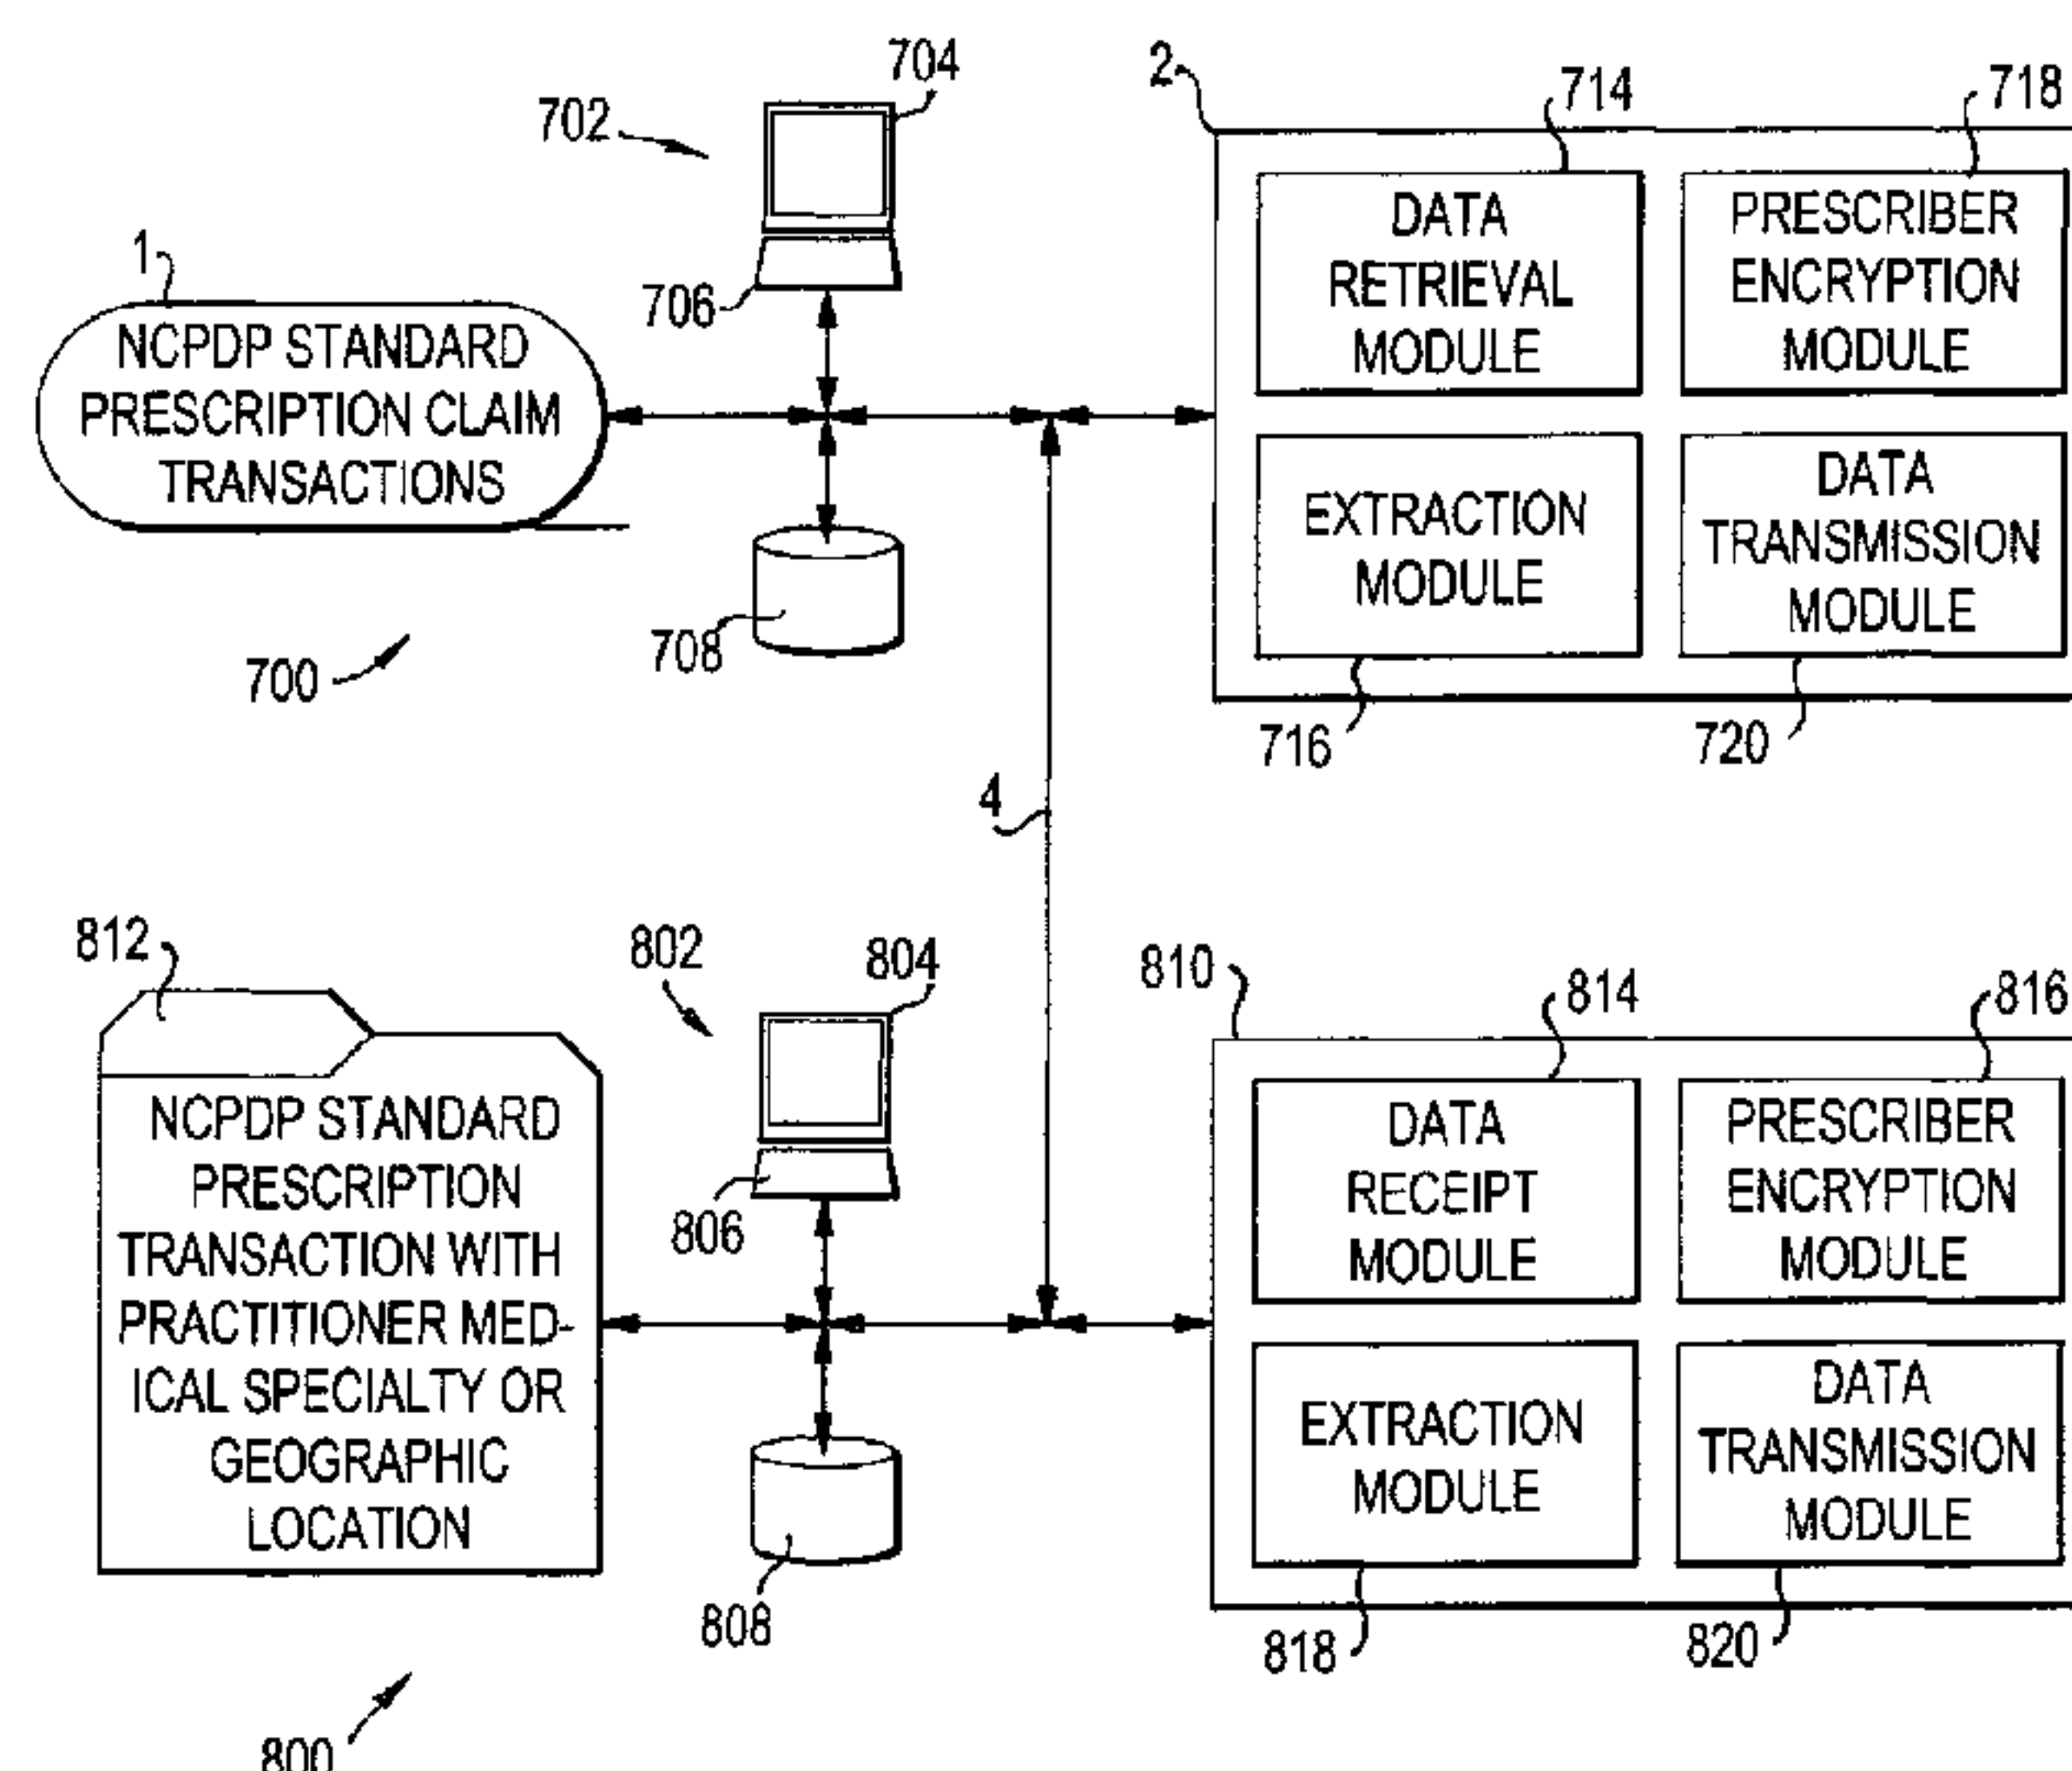 704
2
714
718
702
DATA
RETRIEVAL
MODULE
PRESCRIBER
ENCRYPTION
MODULE
1
706
NCPDP STANDARD
PRESCRIPTION CLAIM
TRANSACTIONS
EXTRACTION
MODULE
DATA
TRANSMISSION
MODULE
708
700
716
720
4
812
802
804
810
814
816
NCPDP STANDARD
PRESCRIPTION
TRANSACTION WITH
PRACTITIONER MED-
ICAL SPECIALTY OR
GEOGRAPHIC
LOCATION
806
DATA
RECEIPT
MODULE
PRESCRIBER
ENCRYPTION
MODULE
EXTRACTION
MODULE
DATA
TRANSMISSION
MODULE
808
818
820
800